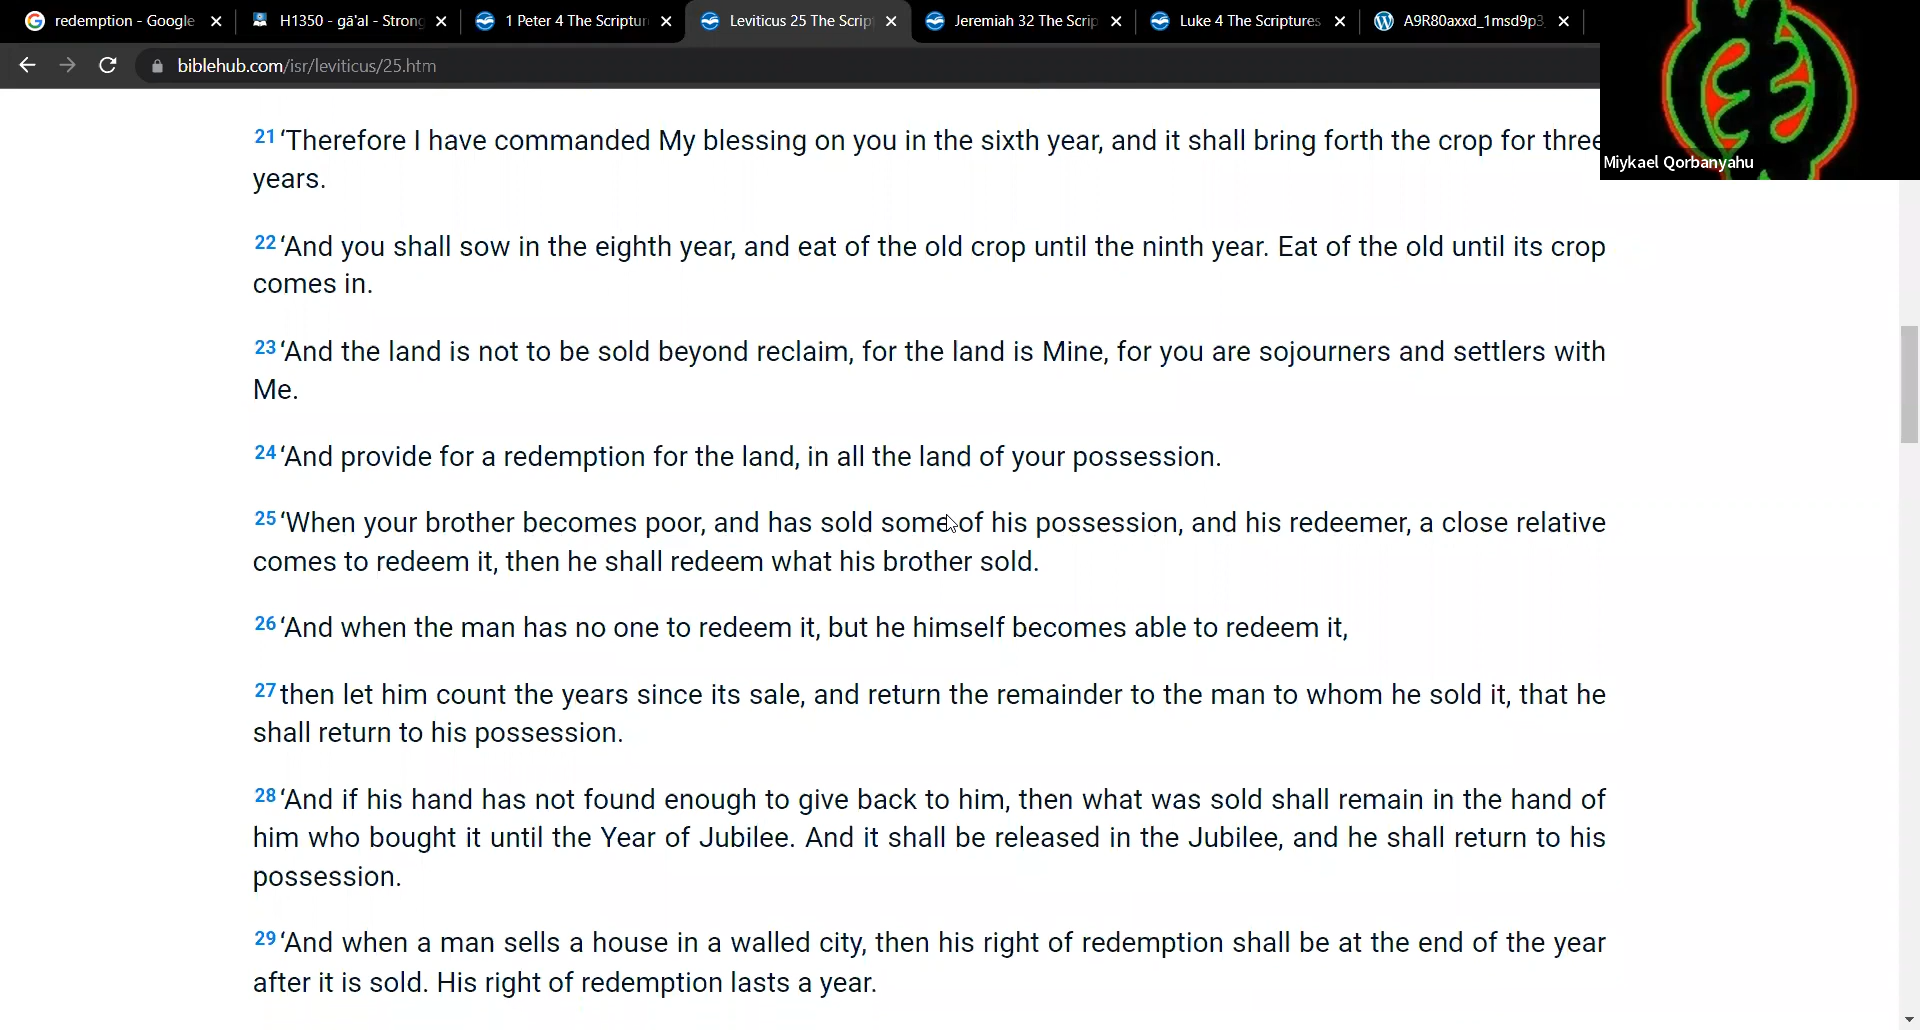 redemption - Google
H1350 - gā'al - Strong
1 Peter 4 The Scriptur
Leviticus 25 The Scrip
Jeremiah 32 The Scrip
Luke 4 The Scriptures
A9R80axxd_1msd9p3
biblehub.com/isr/leviticus/25.htm
Miykael Qorbanyahu
21 ‘Therefore I have commanded My blessing on you in the sixth year, and it shall bring forth the crop for three
years.
22 ‘And you shall sow in the eighth year, and eat of the old crop until the ninth year. Eat of the old until its crop
comes in.
23 ‘And the land is not to be sold beyond reclaim, for the land is Mine, for you are sojourners and settlers with
Me.
24 ‘And provide for a redemption for the land, in all the land of your possession.
25 ‘When your brother becomes poor, and has sold some of his possession, and his redeemer, a close relative
comes to redeem it, then he shall redeem what his brother sold.
26 ‘And when the man has no one to redeem it, but he himself becomes able to redeem it,
27 then let him count the years since its sale, and return the remainder to the man to whom he sold it, that he
shall return to his possession.
28 ‘And if his hand has not found enough to give back to him, then what was sold shall remain in the hand of
him who bought it until the Year of Jubilee. And it shall be released in the Jubilee, and he shall return to his
possession.
29 ‘And when a man sells a house in a walled city, then his right of redemption shall be at the end of the year
after it is sold. His right of redemption lasts a year.